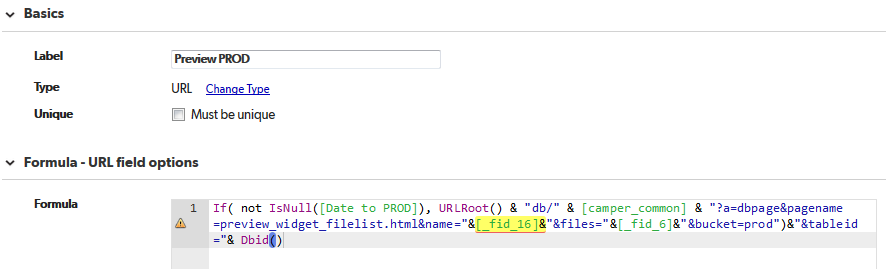 Basics
Label Preview PROD
Type URL Change Type
Unique Must be unique
Formula - URL field options
Formula 1 If( not IsNull([Date to PROD]), URLRoot() & "db/" & [camper_common] & "?a=dbpage&pagename
=preview_widget_filelist.html&name="&[_fid_16]&"&files="&[_fid_6]&"&bucket=prod")&"&tableid
="& Dbid()